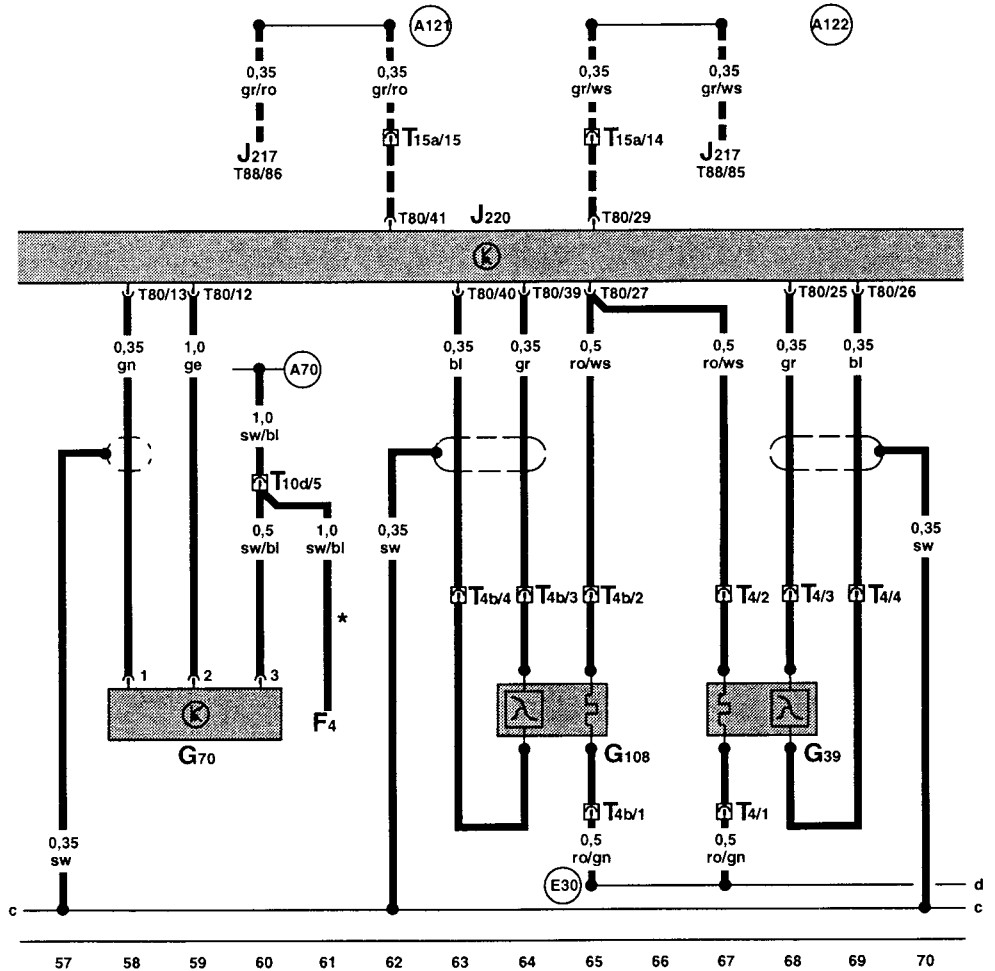 A121
A122
0,35
gr/ro
0,35
gr/ro
0,35
gr/ws
0,35
gr/ws
T15a/15
T15a/14
J217
T88/86
J217
T88/85
T80/41
J220
T80/29
T80/13
T80/12
T80/40
T80/39
T80/27
T80/25
T80/26
0,35
gn
1,0
ge
0,35
bl
0,35
gr
0,5
ro/ws
0,5
ro/ws
0,35
gr
0,35
bl
A70
1,0
sw/bl
T10d/5
0,5
sw/bl
1,0
sw/bl
0,35
sw
0,35
sw
T4b/4
T4b/3
T4b/2
T4/2
T4/3
T4/4
*
1
2
3
F4
G70
G108
G39
T4b/1
T4/1
0,35
sw
0,5
ro/gn
0,5
ro/gn
E30
d
c
c
57 58 59 60 61 62 63 64 65 66 67 68 69 70